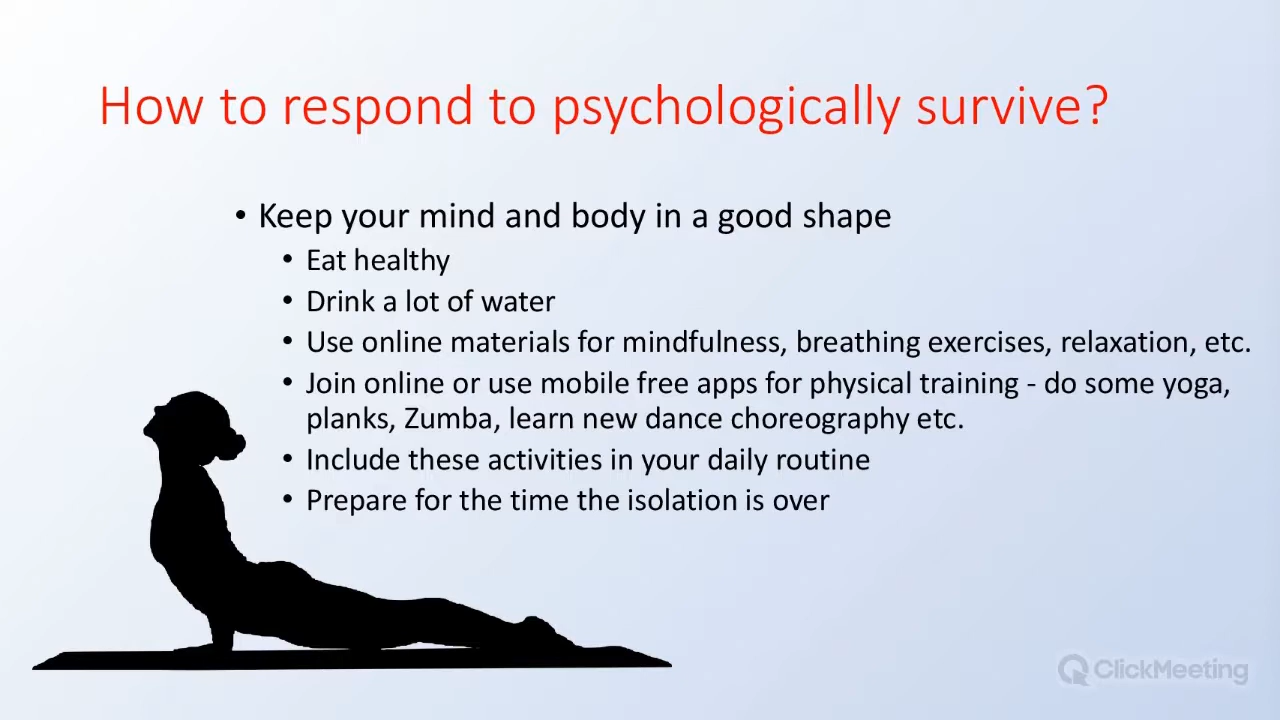 How to respond to psychologically survive?
• Keep your mind and body in a good shape
• Eat healthy
• Drink a lot of water
• Use online materials for mindfulness, breathing exercises, relaxation, etc.
• Join online or use mobile free apps for physical training - do some yoga,
planks, Zumba, learn new dance choreography etc.
• Include these activities in your daily routine
• Prepare for the time the isolation is over
ClickMeeting